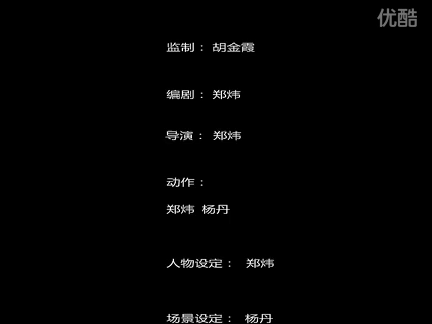 优酷
监制： 胡金霞
编剧： 郑炜
导演： 郑炜
动作：
郑炜 杨丹
人物设定： 郑炜
场景设定： 杨丹